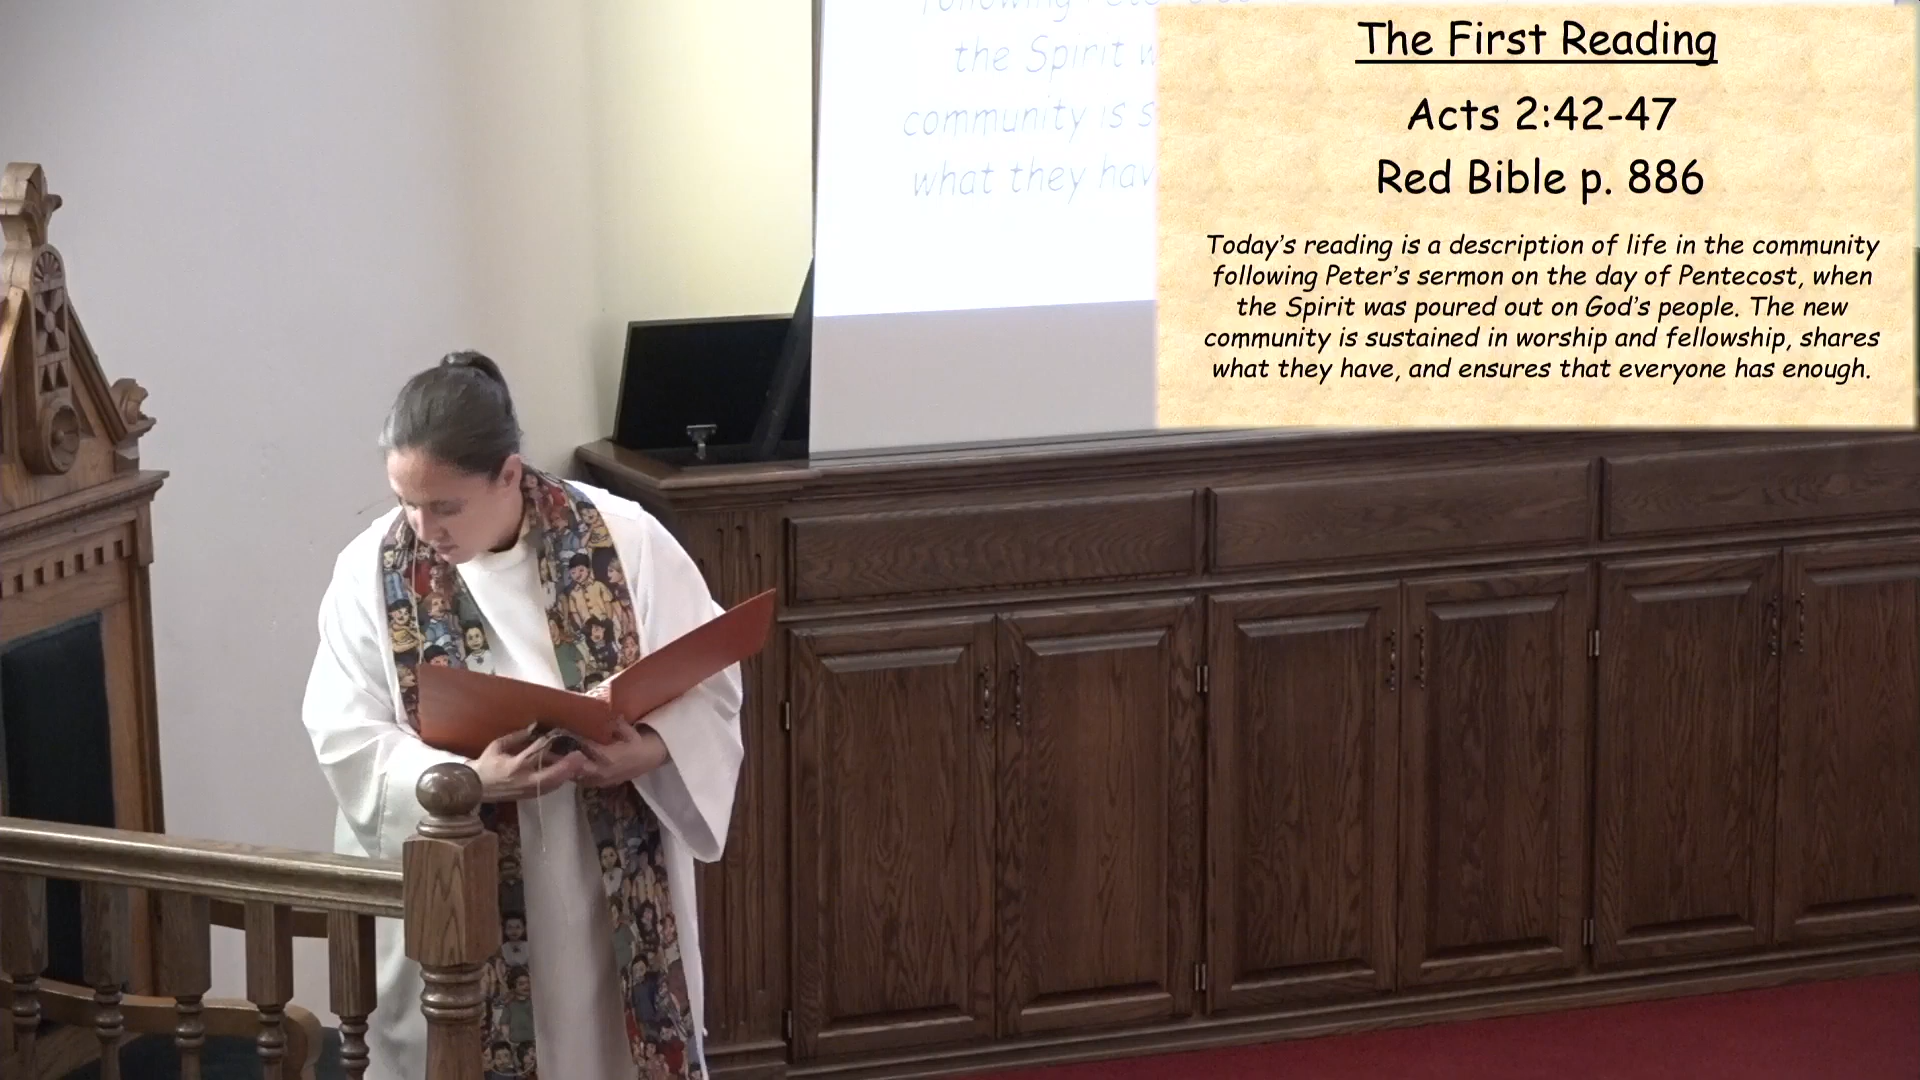 following Peter's se
the Spirit w
community is s
what they hav
The First Reading
Acts 2:42-47
Red Bible p. 886
Today's reading is a description of life in the community
following Peter's sermon on the day of Pentecost, when
the Spirit was poured out on God's people. The new
community is sustained in worship and fellowship, shares
what they have, and ensures that everyone has enough.